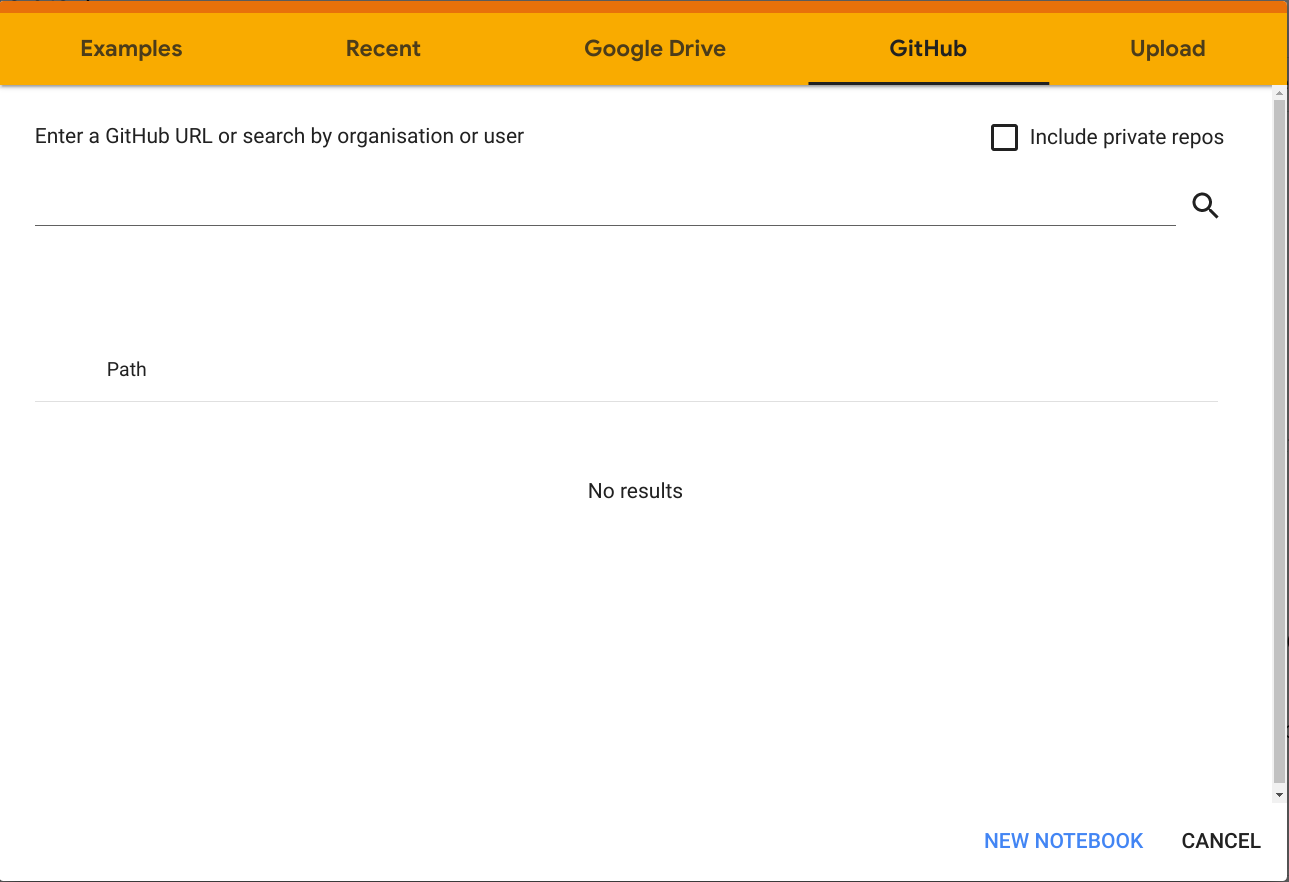 Examples Recent Google Drive GitHub Upload
Enter a GitHub URL or search by organisation or user
Include private repos
Path
No results
NEW NOTEBOOK CANCEL